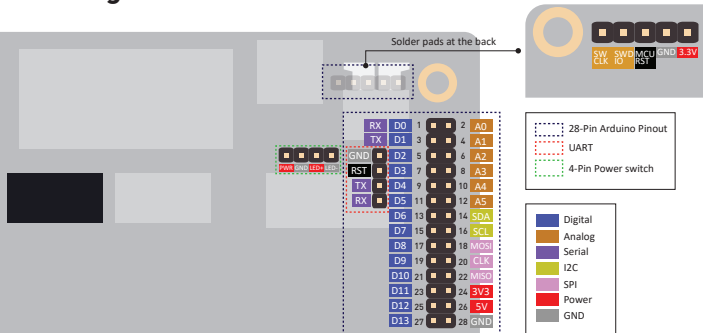 Solder pads at the back
SW CLK SWD IO MCU RST GND 3.3V
RX D0 1 2 A0
TX D1 3 4 A1
GND D2 5 6 A2
RST D3 7 8 A3
TX D4 9 10 A4
RX D5 11 12 A5
D6 13 14 SDA
D7 15 16 SCL
D8 17 18 MOSI
D9 19 20 CLK
D10 21 22 MISO
D11 23 24 3V3
D12 25 26 5V
D13 27 28 GND
PWR GND LED+ LED-
28-Pin Arduino Pinout
UART
4-Pin Power switch
Digital
Analog
Serial
I2C
SPI
Power
GND